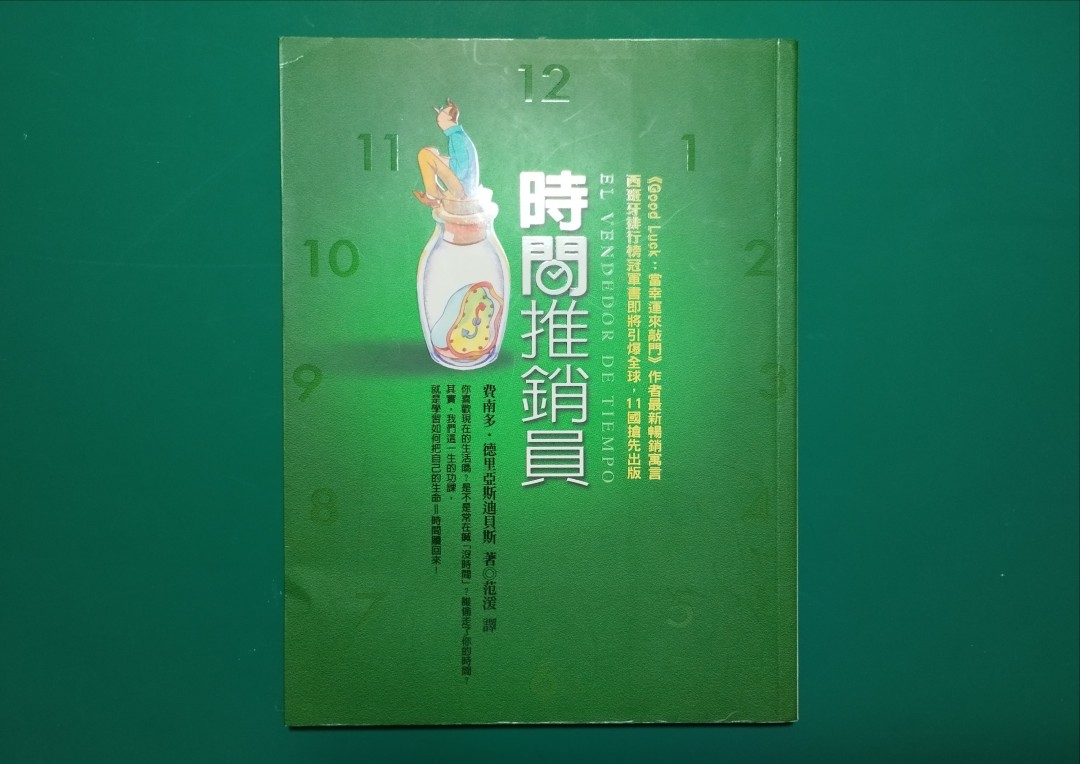 12
11
1
10
2
9
3
8
4
7
5
《Good Luck：當幸運來敲門》作者最新暢銷寓言
西班牙排行榜冠軍書即將引爆全球，11國搶先出版
EL VENDEDOR DE TIEMPO
時間推銷員
費南多．德里亞斯迪貝斯 著◎范湲 譯
你喜歡現在的生活嗎？是不是常在喊「沒時間」？誰偷走了你的時間？
其實，我們這一生的功課，
就是學習如何把自己的生命＝時間贖回來！